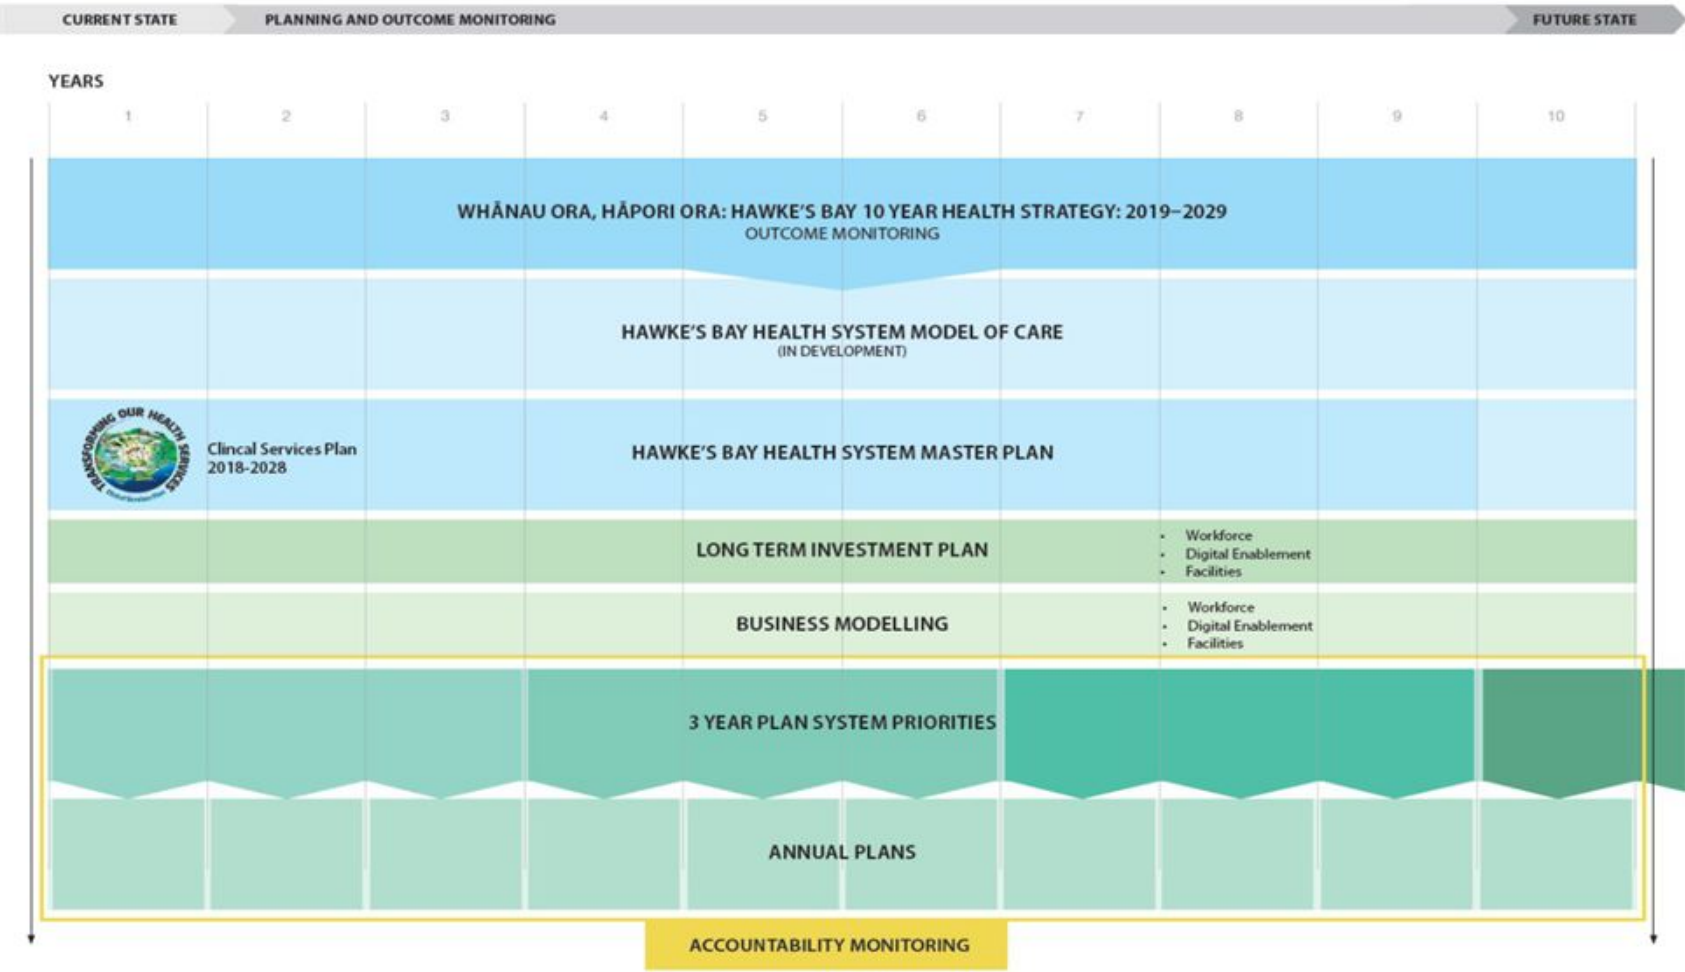 CURRENT STATE
PLANNING AND OUTCOME MONITORING
FUTURE STATE
YEARS
1 2 3 4 5 6 7 8 9 10
WHĀNAU ORA, HĀPORI ORA: HAWKE'S BAY 10 YEAR HEALTH STRATEGY: 2019–2029
OUTCOME MONITORING
HAWKE'S BAY HEALTH SYSTEM MODEL OF CARE
(IN DEVELOPMENT)
TRANSFORMING OUR HEALTH SERVICES
Clincal Services Plan
2018-2028
HAWKE'S BAY HEALTH SYSTEM MASTER PLAN
LONG TERM INVESTMENT PLAN
• Workforce
• Digital Enablement
• Facilities
BUSINESS MODELLING
• Workforce
• Digital Enablement
• Facilities
3 YEAR PLAN SYSTEM PRIORITIES
ANNUAL PLANS
ACCOUNTABILITY MONITORING